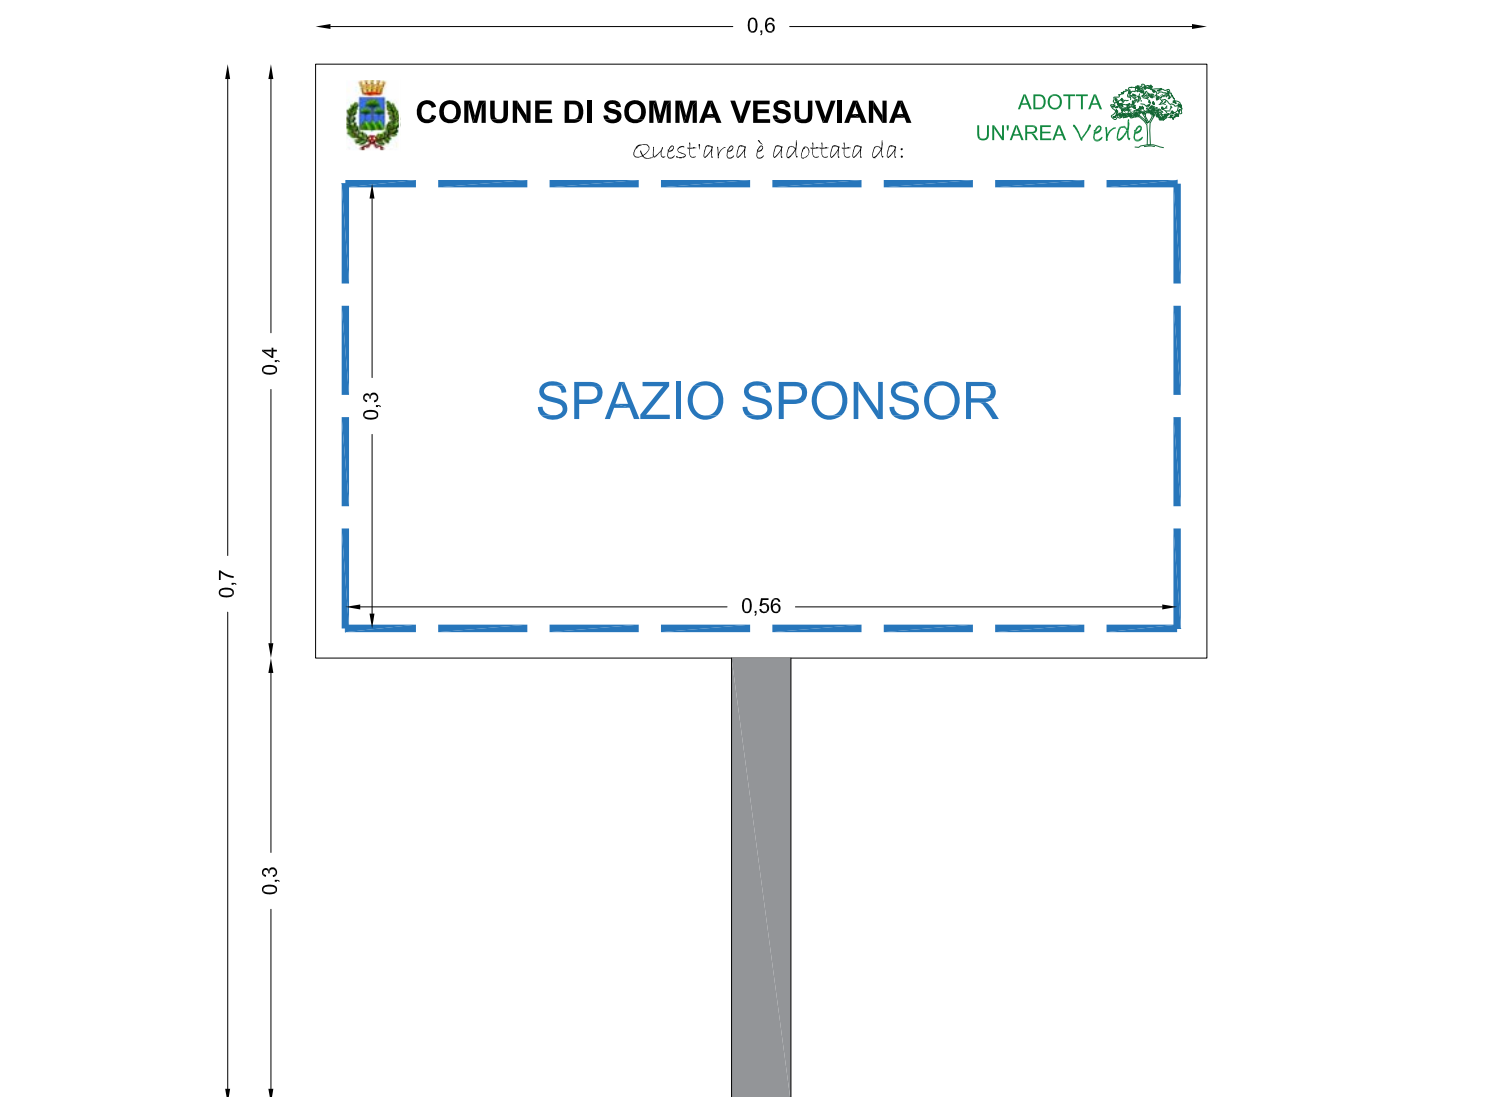 0,6
COMUNE DI SOMMA VESUVIANA
Quest'area è adottata da:
ADOTTA
UN'AREA Verde
0,4
0,3
SPAZIO SPONSOR
0,7
0,56
0,3